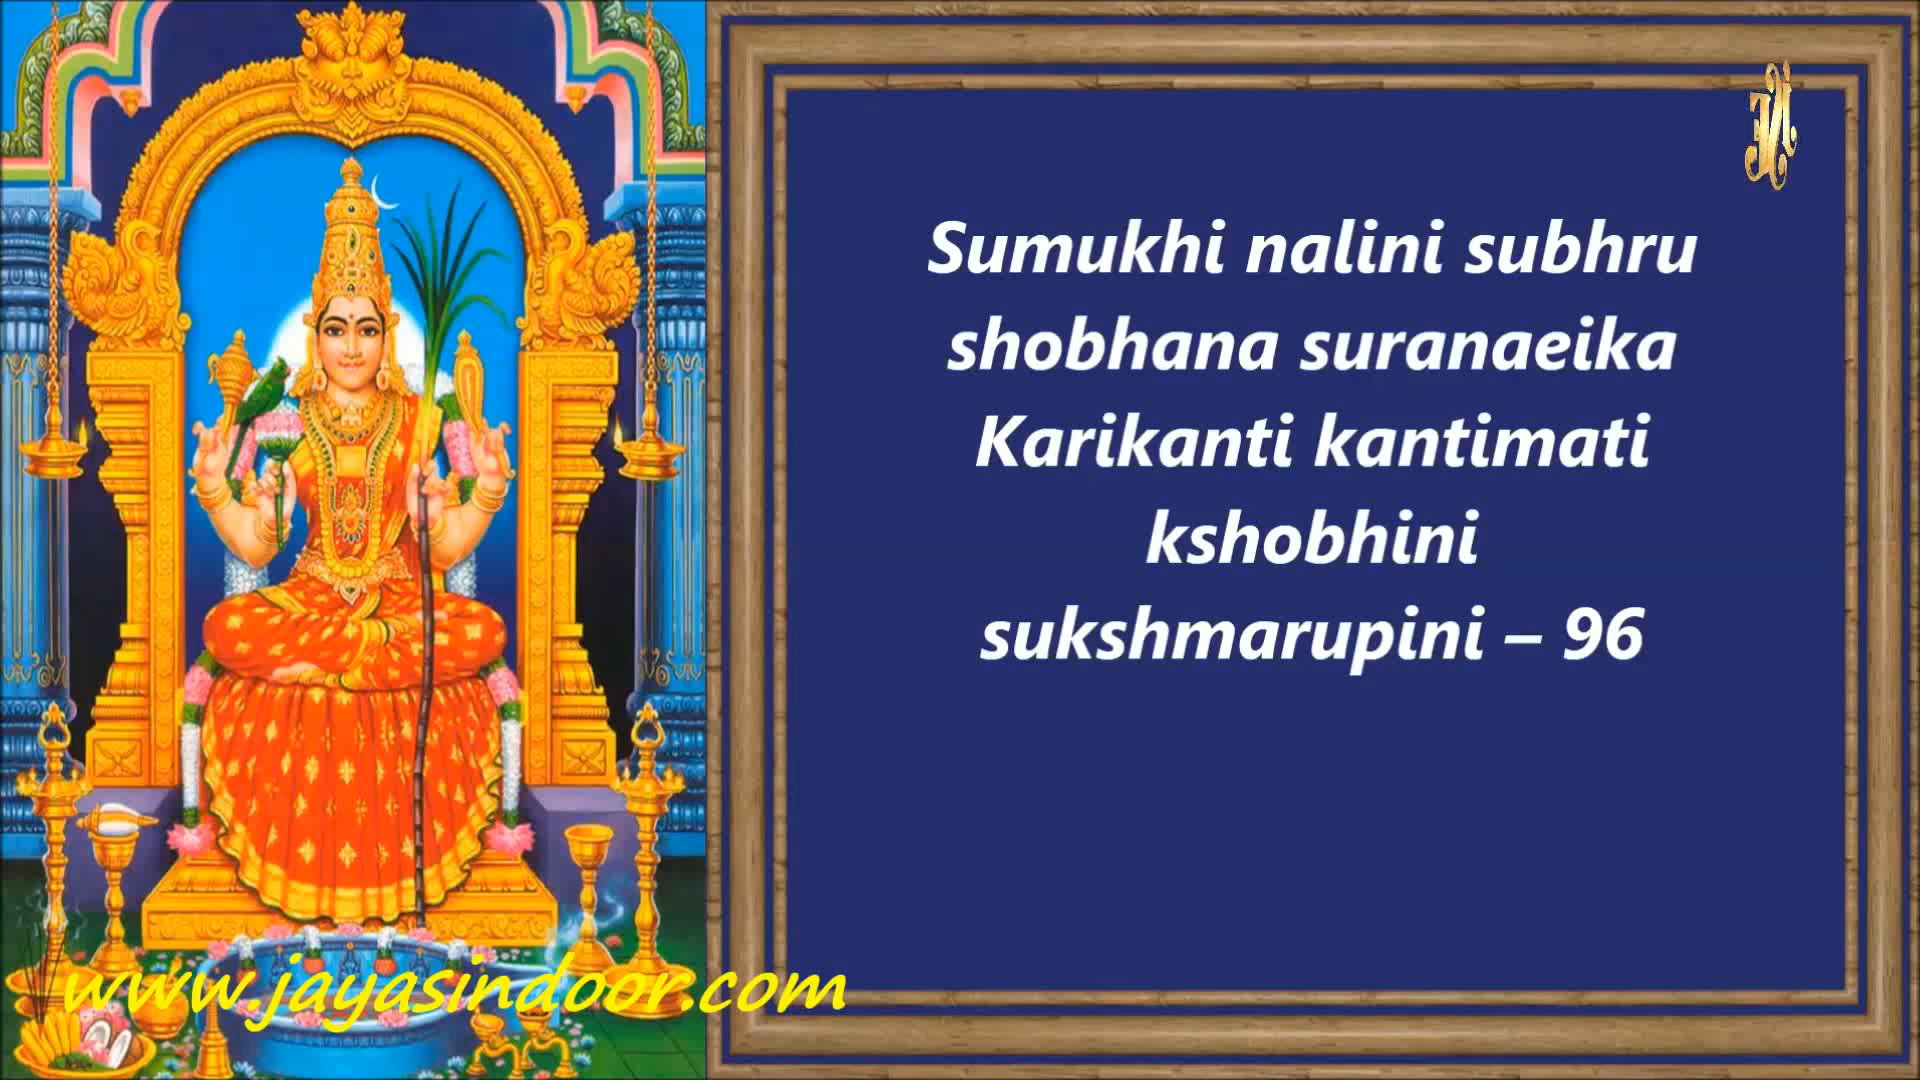 Sumukhi nalini subhru
shobhana suranaeika
Karikanti kantimati
kshobhini
sukshmarupini – 96
www.jayasindoor.com